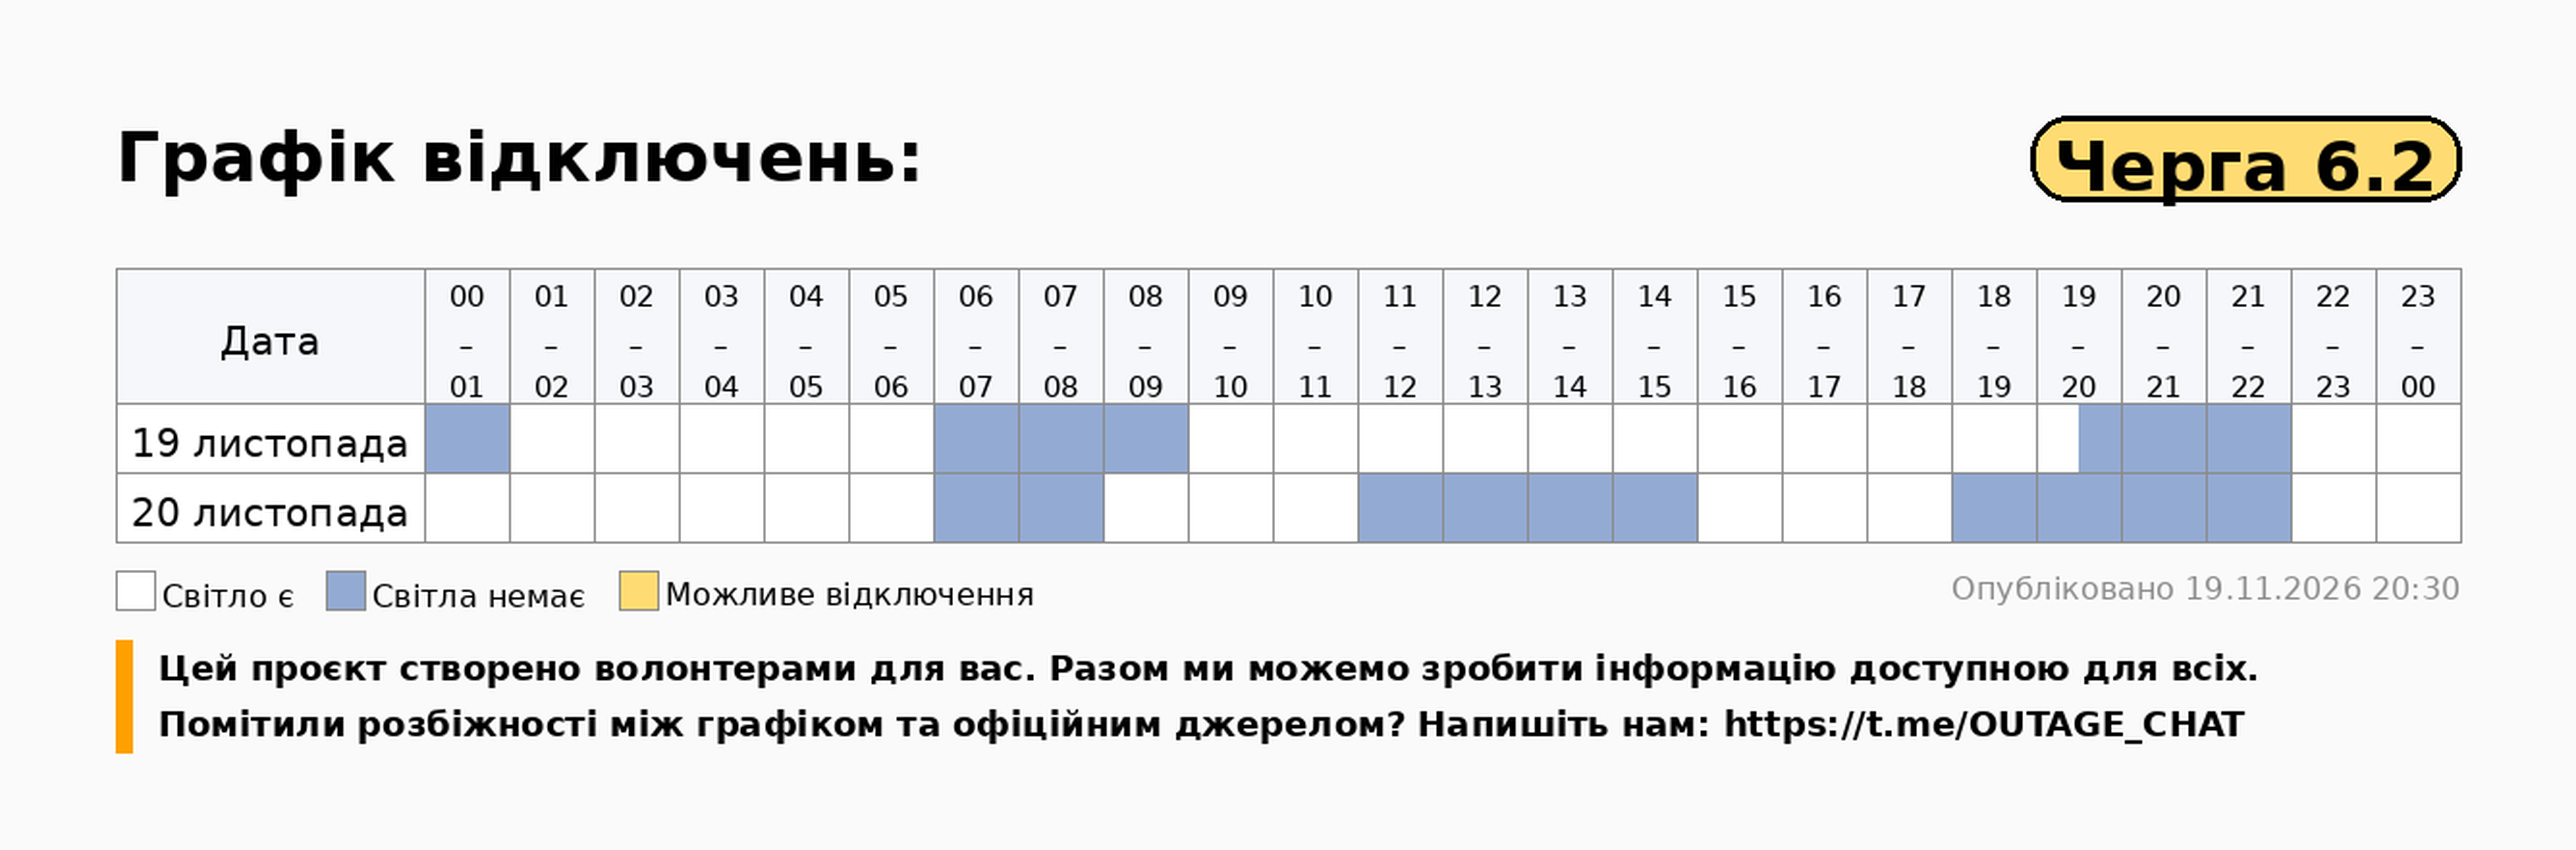 Графік відключень:
Черга 6.2
Дата 00 – 01 01 – 02 02 – 03 03 – 04 04 – 05 05 – 06 06 – 07 07 – 08 08 – 09 09 – 10 10 – 11 11 – 12 12 – 13 13 – 14 14 – 15 15 – 16 16 – 17 17 – 18 18 – 19 19 – 20 20 – 21 21 – 22 22 – 23 23 – 00
19 листопада
20 листопада
Світло є Світла немає Можливе відключення
Опубліковано 19.11.2026 20:30
Цей проєкт створено волонтерами для вас. Разом ми можемо зробити інформацію доступною для всіх.
Помітили розбіжності між графіком та офіційним джерелом? Напишіть нам: https://t.me/OUTAGE_CHAT